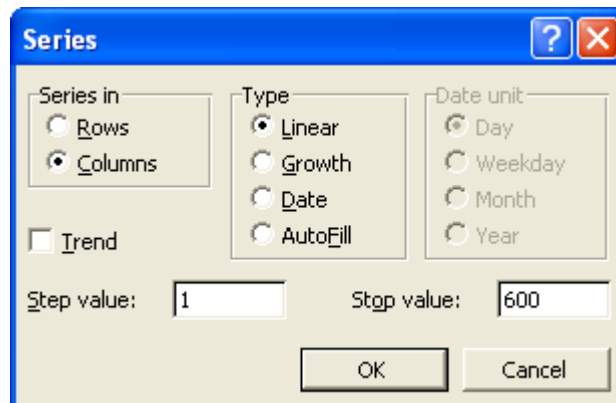 Series
Series in
Rows
Columns
Trend
Type
Linear
Growth
Date
AutoFill
Date unit
Day
Weekday
Month
Year
Step value: 1
Stop value: 600
OK
Cancel